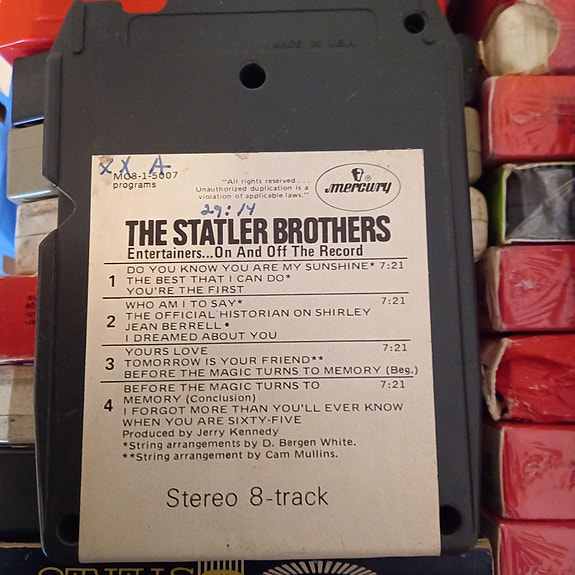 MADE IN U.S.A.
XX A
MC8-1-5007
programs
"All rights reserved...
Unauthorized duplication is a
violation of applicable laws."
mercury
29:14
THE STATLER BROTHERS
Entertainers...On And Off The Record
1
DO YOU KNOW YOU ARE MY SUNSHINE* 7:21
THE BEST THAT I CAN DO*
YOU'RE THE FIRST
2
WHO AM I TO SAY* 7:21
THE OFFICIAL HISTORIAN ON SHIRLEY
JEAN BERRELL •
I DREAMED ABOUT YOU
3
YOURS LOVE 7:21
TOMORROW IS YOUR FRIEND**
BEFORE THE MAGIC TURNS TO MEMORY (Beg.)
4
BEFORE THE MAGIC TURNS TO 7:21
MEMORY (Conclusion)
I FORGOT MORE THAN YOU'LL EVER KNOW
WHEN YOU ARE SIXTY-FIVE
Produced by Jerry Kennedy
*String arrangements by D. Bergen White.
**String arrangement by Cam Mullins.
Stereo 8-track